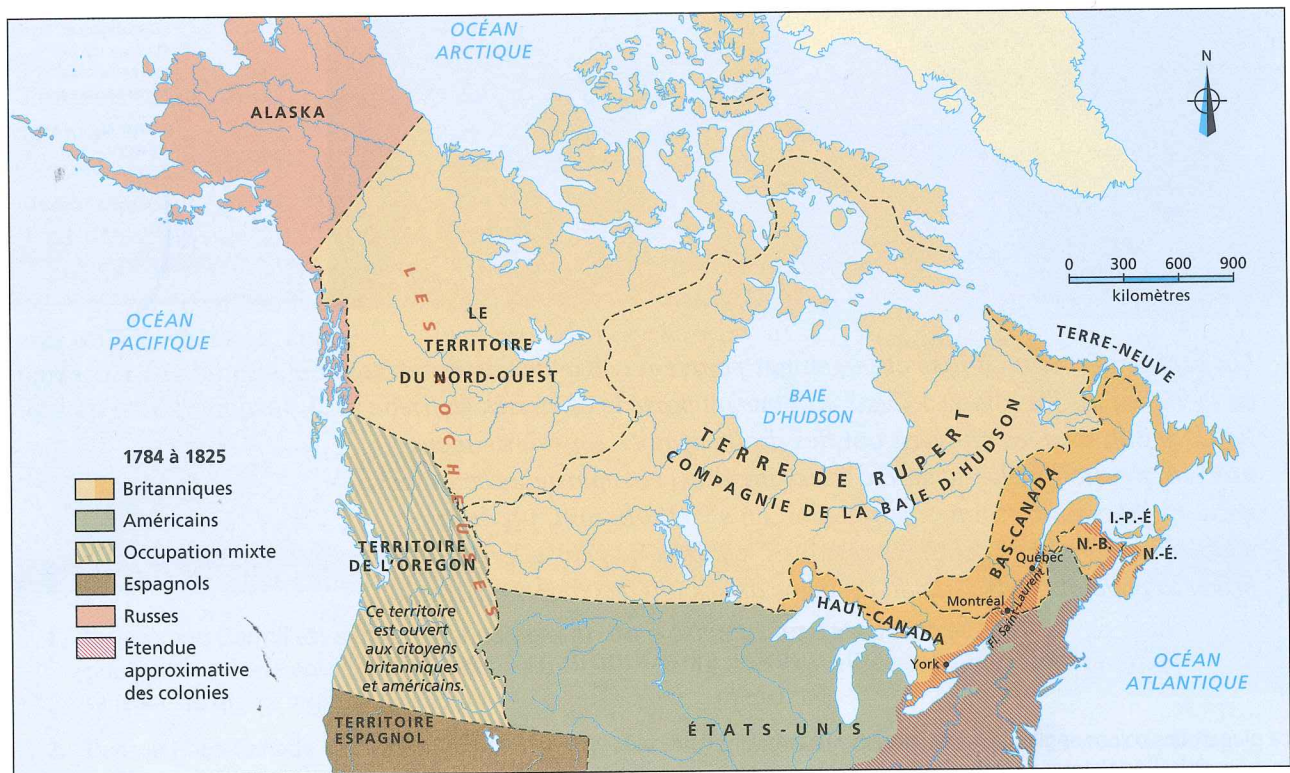 OCÉAN
ARCTIQUE
N
ALASKA
0 300 600 900
kilomètres
OCÉAN
PACIFIQUE
LES ROCHEUSES
LE
TERRITOIRE
DU NORD-OUEST
TERRE-NEUVE
BAIE
D'HUDSON
TERRE DE RUPERT
COMPAGNIE DE LA BAIE D'HUDSON
1784 à 1825
Britanniques
Américains
Occupation mixte
Espagnols
Russes
Étendue
approximative
des colonies
TERRITOIRE
DE L'OREGON
Ce territoire
est ouvert
aux citoyens
britanniques
et américains.
BAS-CANADA
I.-P.-É
N.-B.
N.-É.
Québec
Montréal
Fl. Saint-Laurent
HAUT-CANADA
York
OCÉAN
ATLANTIQUE
TERRITOIRE
ESPAGNOL
ÉTATS-UNIS